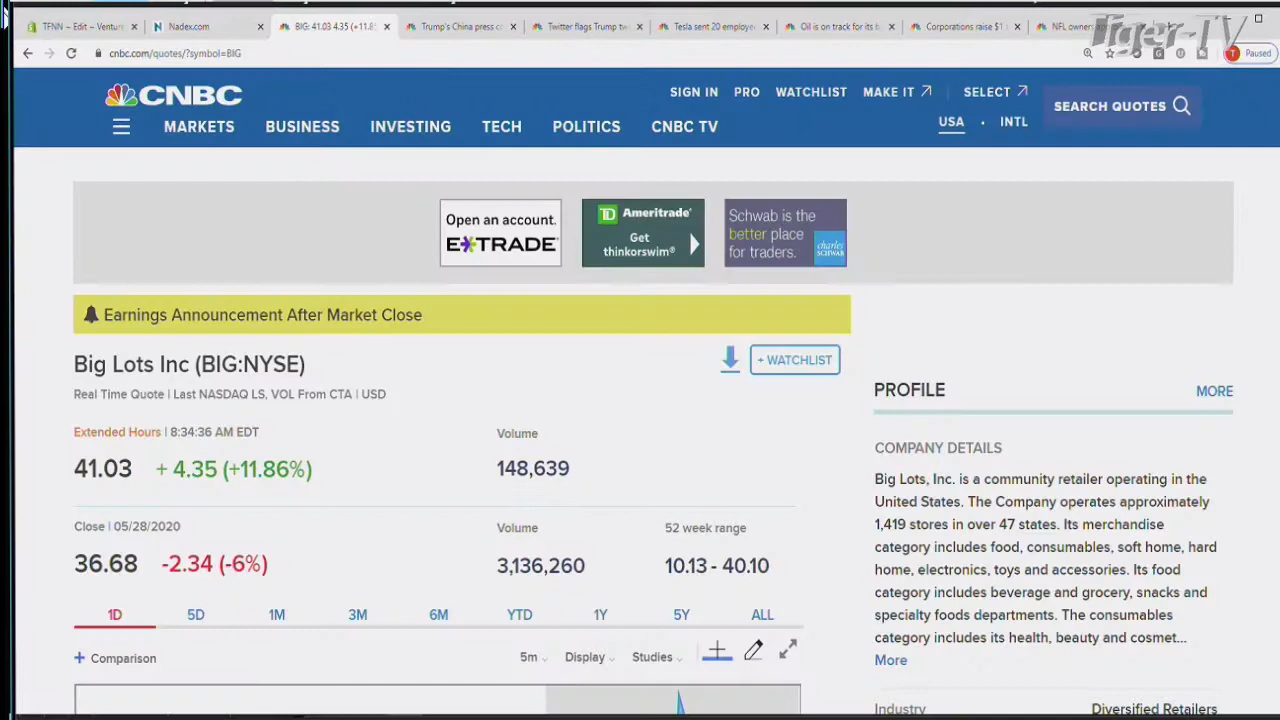 TFNN – Edit – Ventur
Nadex.com
BIG: 41.03 4.35 (+11.8
Trump's China press co
Twitter flags Trump tw
Tesla sent 20 employee
Oil is on track for its b
Corporations raise $1
NFL owners
Tiger-TV
cnbc.com/quotes/?symbol=BIG
T
Paused
CNBC
SIGN IN
PRO
WATCHLIST
MAKE IT
SELECT
SEARCH QUOTES
MARKETS
BUSINESS
INVESTING
TECH
POLITICS
CNBC TV
USA
INTL
Open an account.
E*TRADE
TD Ameritrade
Get
thinkorswim®
Schwab is the
better place
for traders.
charles
SCHWAB
Earnings Announcement After Market Close
Big Lots Inc (BIG:NYSE)
+ WATCHLIST
Real Time Quote | Last NASDAQ LS, VOL From CTA | USD
Extended Hours | 8:34:36 AM EDT
Volume
41.03 + 4.35 (+11.86%)
148,639
Close | 05/28/2020
Volume
52 week range
36.68 -2.34 (-6%)
3,136,260
10.13 - 40.10
1D 5D 1M 3M 6M YTD 1Y 5Y ALL
+ Comparison
5m
Display
Studies
PROFILE
MORE
COMPANY DETAILS
Big Lots, Inc. is a community retailer operating in the
United States. The Company operates approximately
1,419 stores in over 47 states. Its merchandise
category includes food, consumables, soft home, hard
home, electronics, toys and accessories. Its food
category includes beverage and grocery, snacks and
specialty foods departments. The consumables
category includes its health, beauty and cosmet...
More
Industry
Diversified Retailers